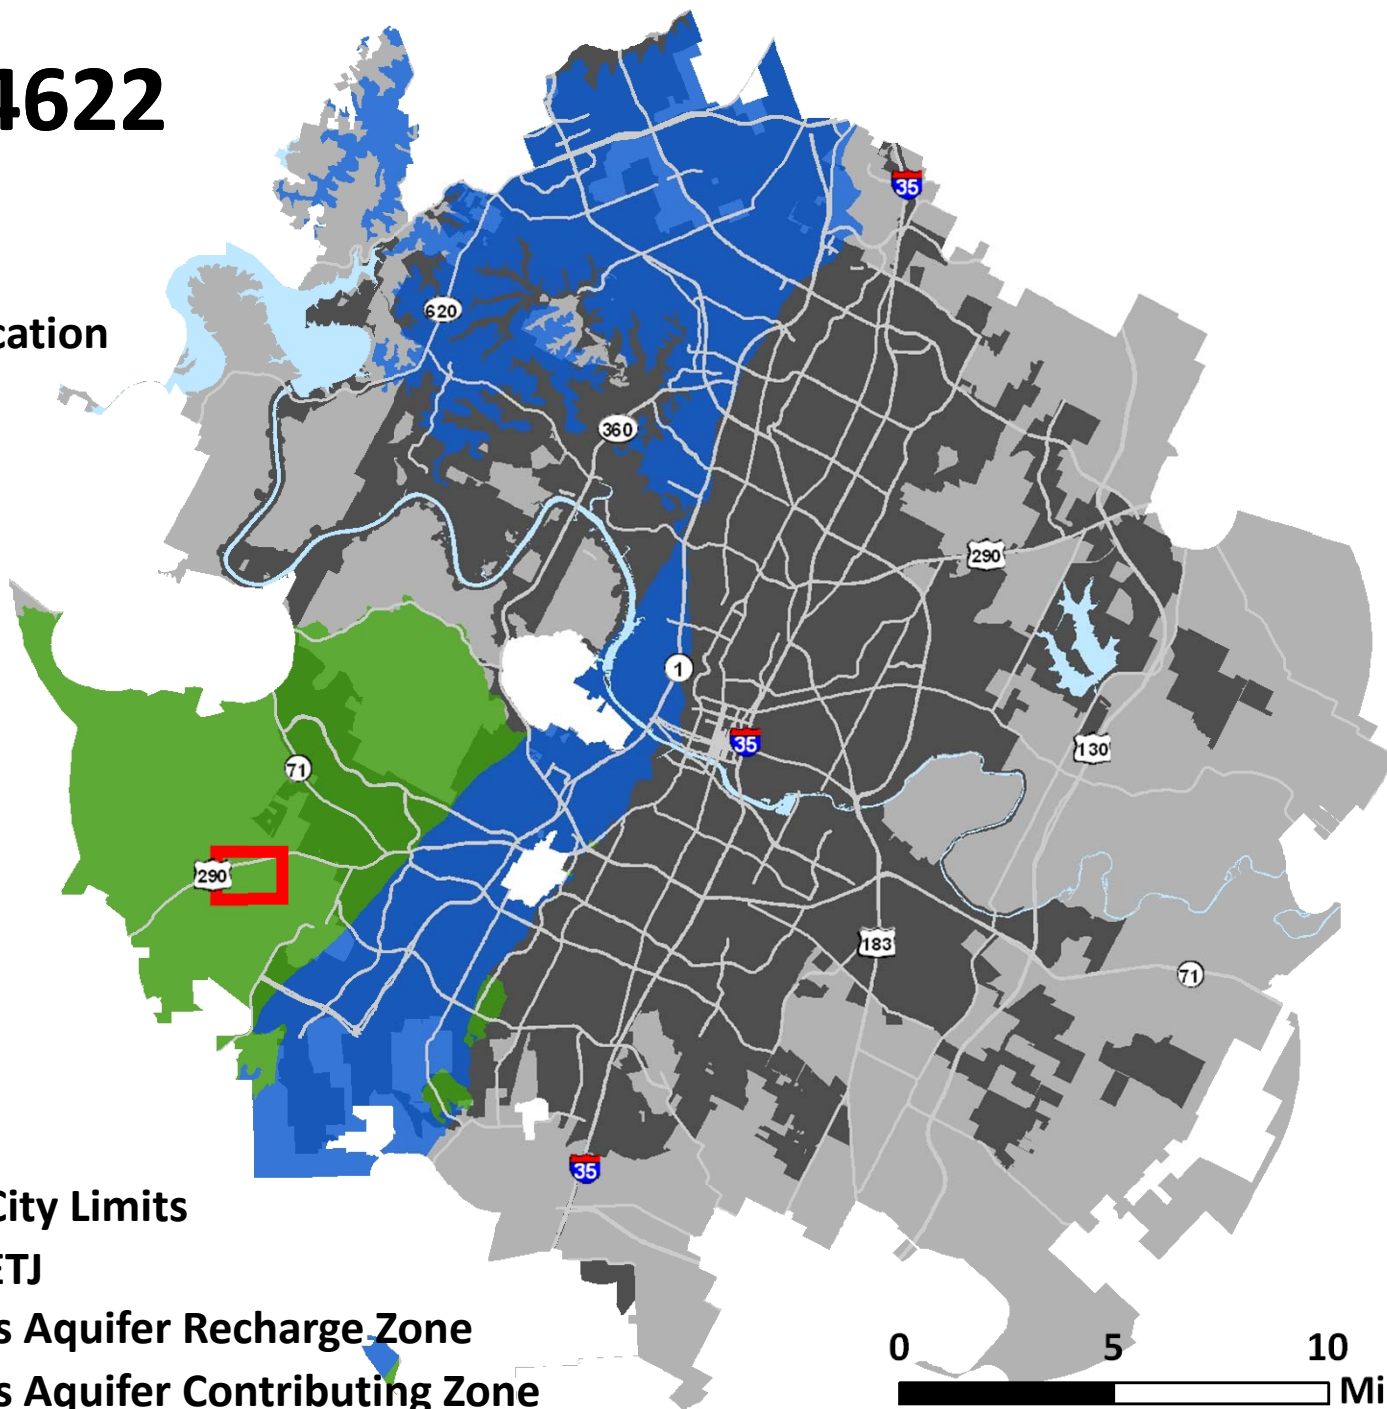 4622
35
cation
620
360
290
1
35
130
71
290
183
71
35
City Limits
ETJ
s Aquifer Recharge Zone
s Aquifer Contributing Zone
0 5 10
Mi